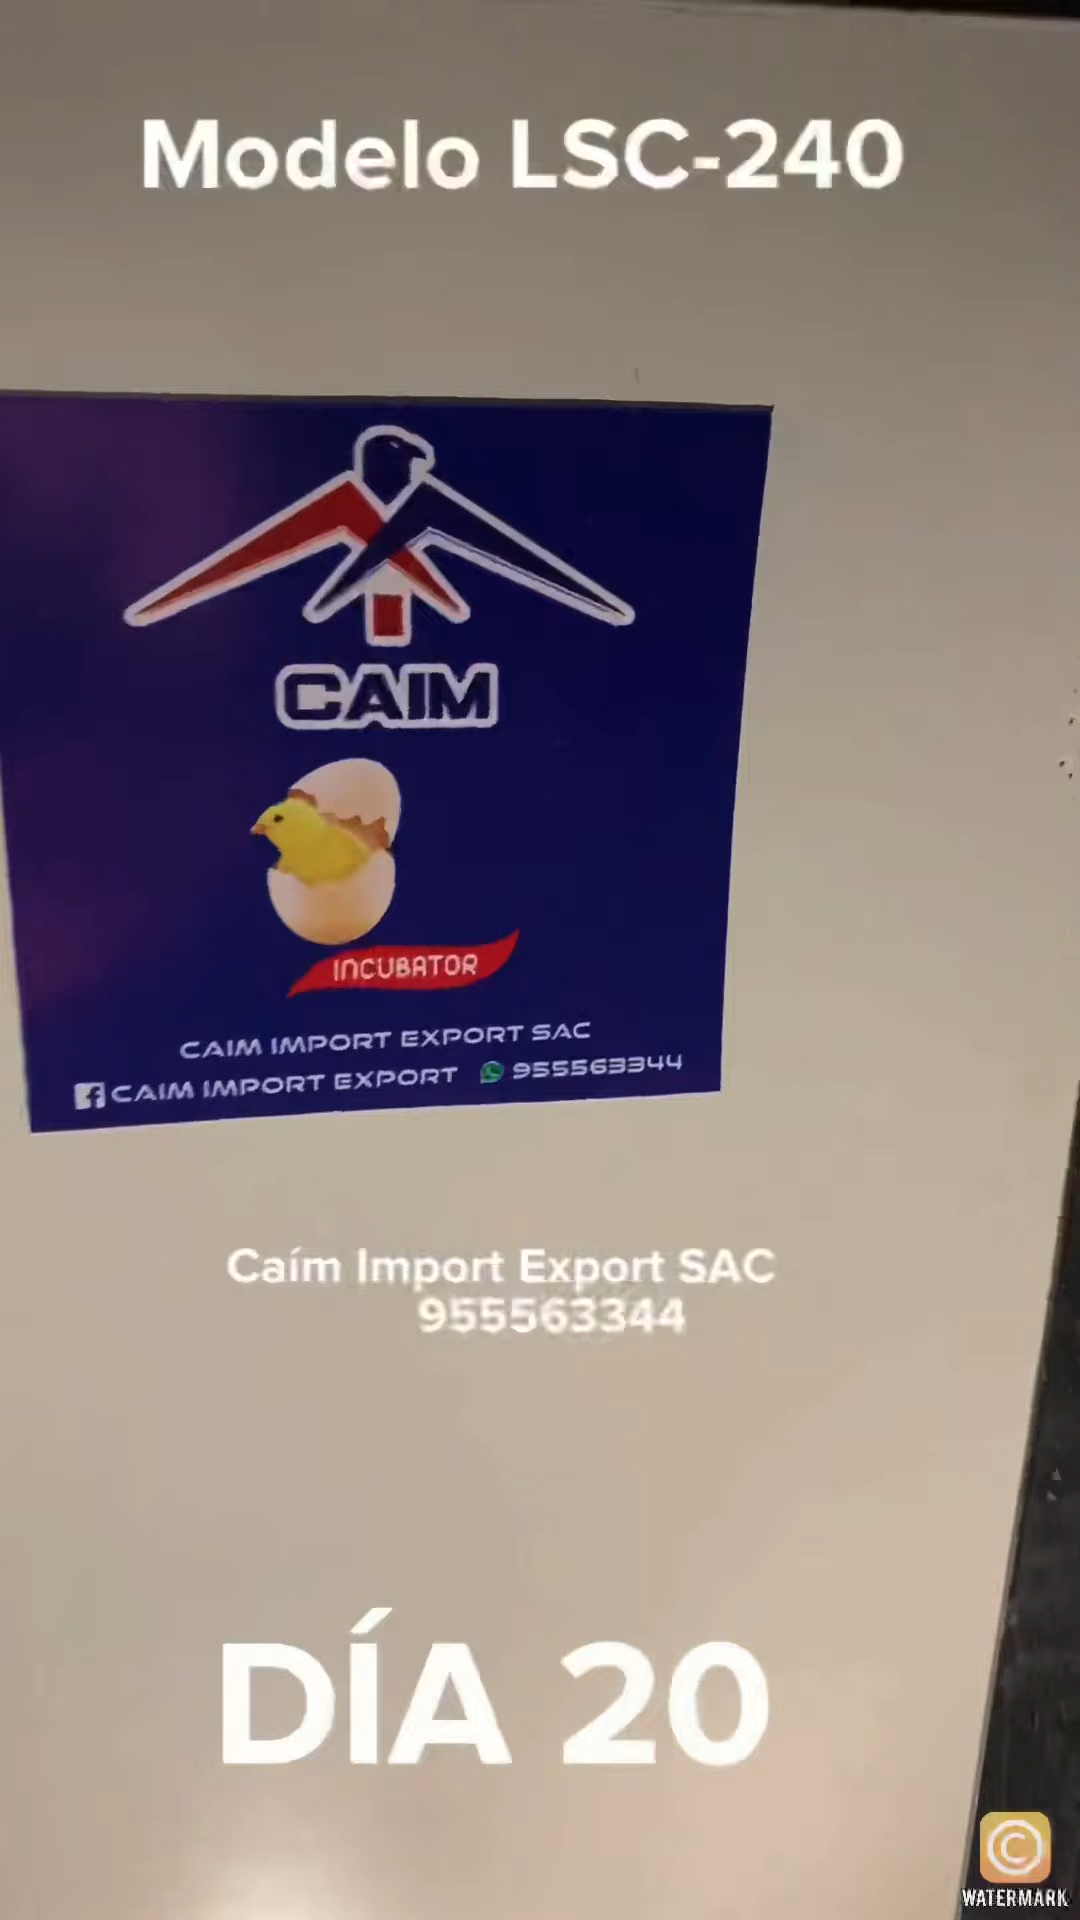 Modelo LSC-240
CAIM
INCUBATOR
CAIM IMPORT EXPORT SAC
CAIM IMPORT EXPORT 955563344
Caím Import Export SAC
955563344
DÍA 20
WATERMARK